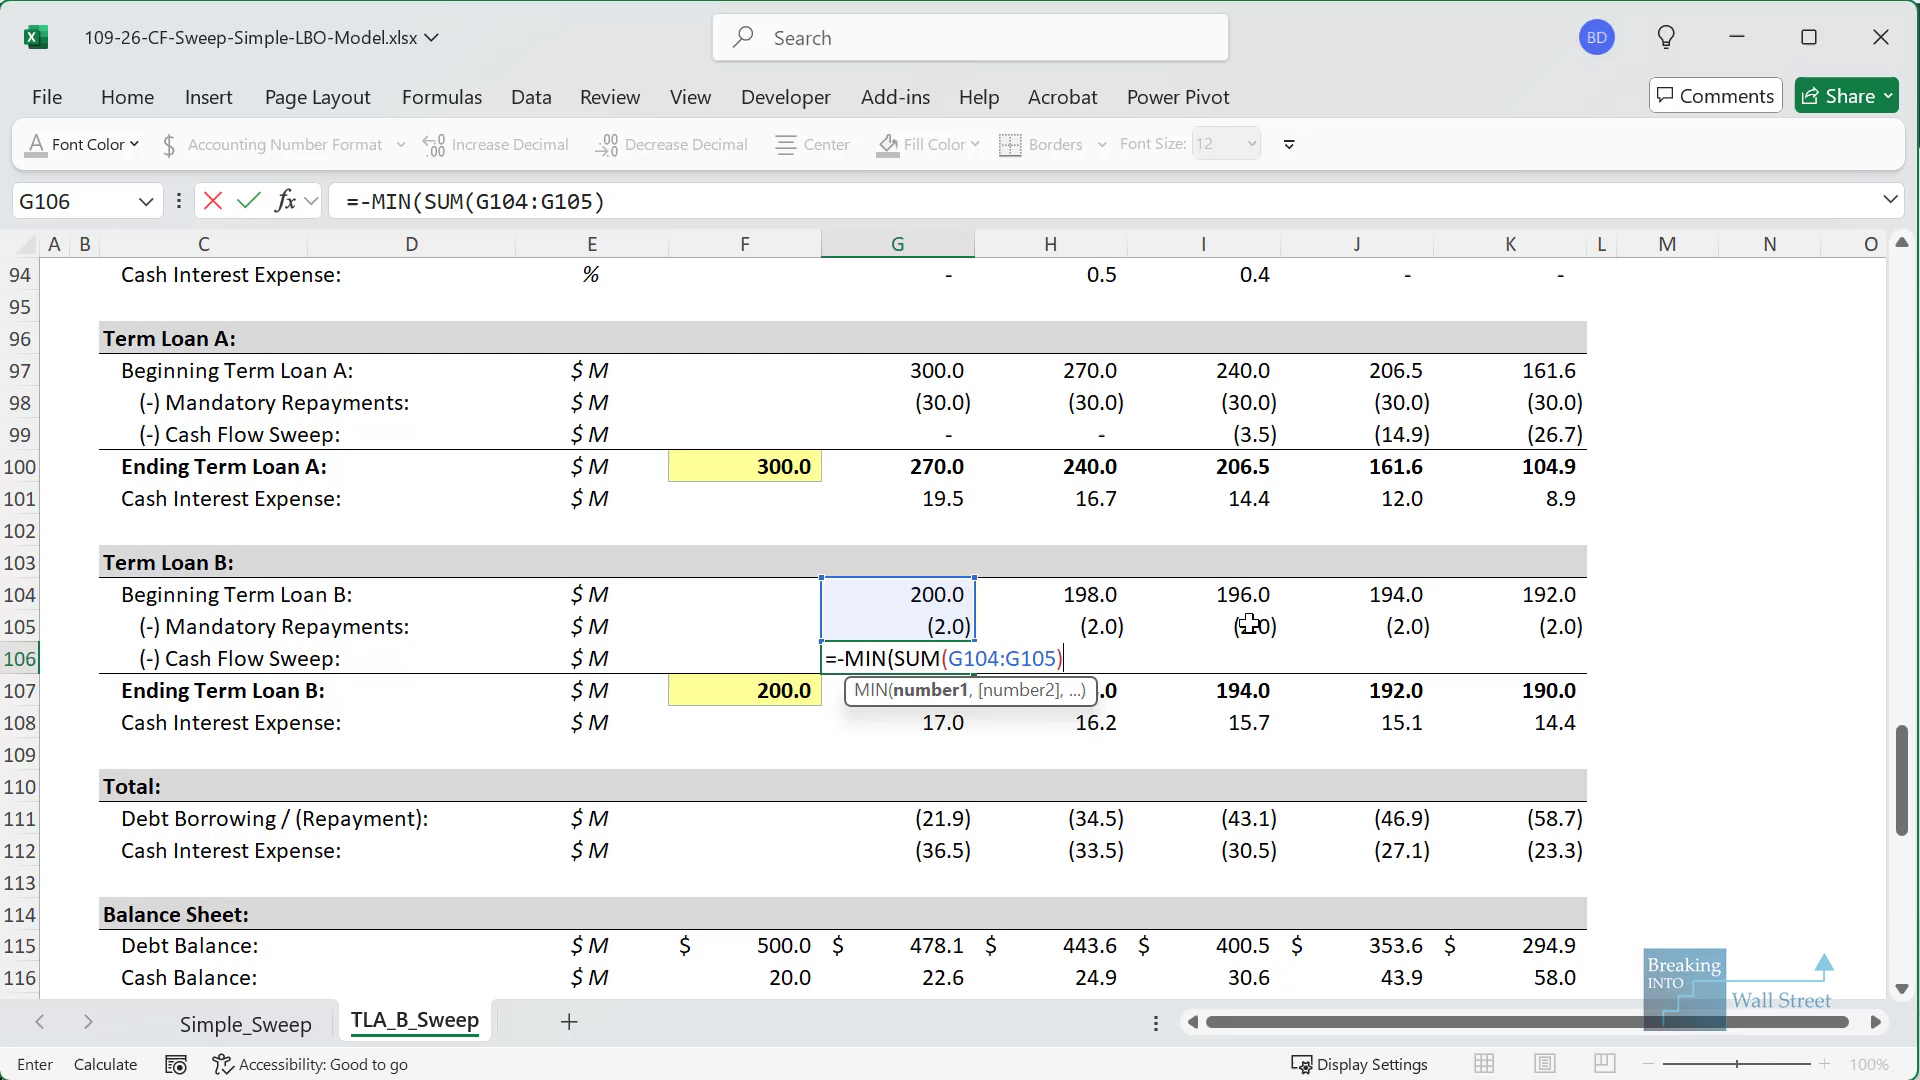 109-26-CF-Sweep-Simple-LBO-Model.xlsx
Search
BD
File Home Insert Page Layout Formulas Data Review View Developer Add-ins Help Acrobat Power Pivot
Comments Share
Font Color Accounting Number Format Increase Decimal Decrease Decimal Center Fill Color Borders Font Size: 12
G106 fx =-MIN(SUM(G104:G105)
A B C D E F G H I J K L M N O
94 Cash Interest Expense: % - 0.5 0.4 - -
95
96 Term Loan A:
97 Beginning Term Loan A: $ M 300.0 270.0 240.0 206.5 161.6
98 (-) Mandatory Repayments: $ M (30.0) (30.0) (30.0) (30.0) (30.0)
99 (-) Cash Flow Sweep: $ M - - (3.5) (14.9) (26.7)
100 Ending Term Loan A: $ M 300.0 270.0 240.0 206.5 161.6 104.9
101 Cash Interest Expense: $ M 19.5 16.7 14.4 12.0 8.9
102
103 Term Loan B:
104 Beginning Term Loan B: $ M 200.0 198.0 196.0 194.0 192.0
105 (-) Mandatory Repayments: $ M (2.0) (2.0) (2.0) (2.0)
106 (-) Cash Flow Sweep: $ M =-MIN(SUM(G104:G105)
107 Ending Term Loan B: $ M 200.0 MIN(number1, [number2], ...) .0 194.0 192.0 190.0
108 Cash Interest Expense: $ M 17.0 16.2 15.7 15.1 14.4
109
110 Total:
111 Debt Borrowing / (Repayment): $ M (21.9) (34.5) (43.1) (46.9) (58.7)
112 Cash Interest Expense: $ M (36.5) (33.5) (30.5) (27.1) (23.3)
113
114 Balance Sheet:
115 Debt Balance: $ M $ 500.0 $ 478.1 $ 443.6 $ 400.5 $ 353.6 $ 294.9
116 Cash Balance: $ M 20.0 22.6 24.9 30.6 43.9 58.0
Breaking
INTO
Wall Street
Simple_Sweep TLA_B_Sweep
Enter Calculate Accessibility: Good to go Display Settings 100%